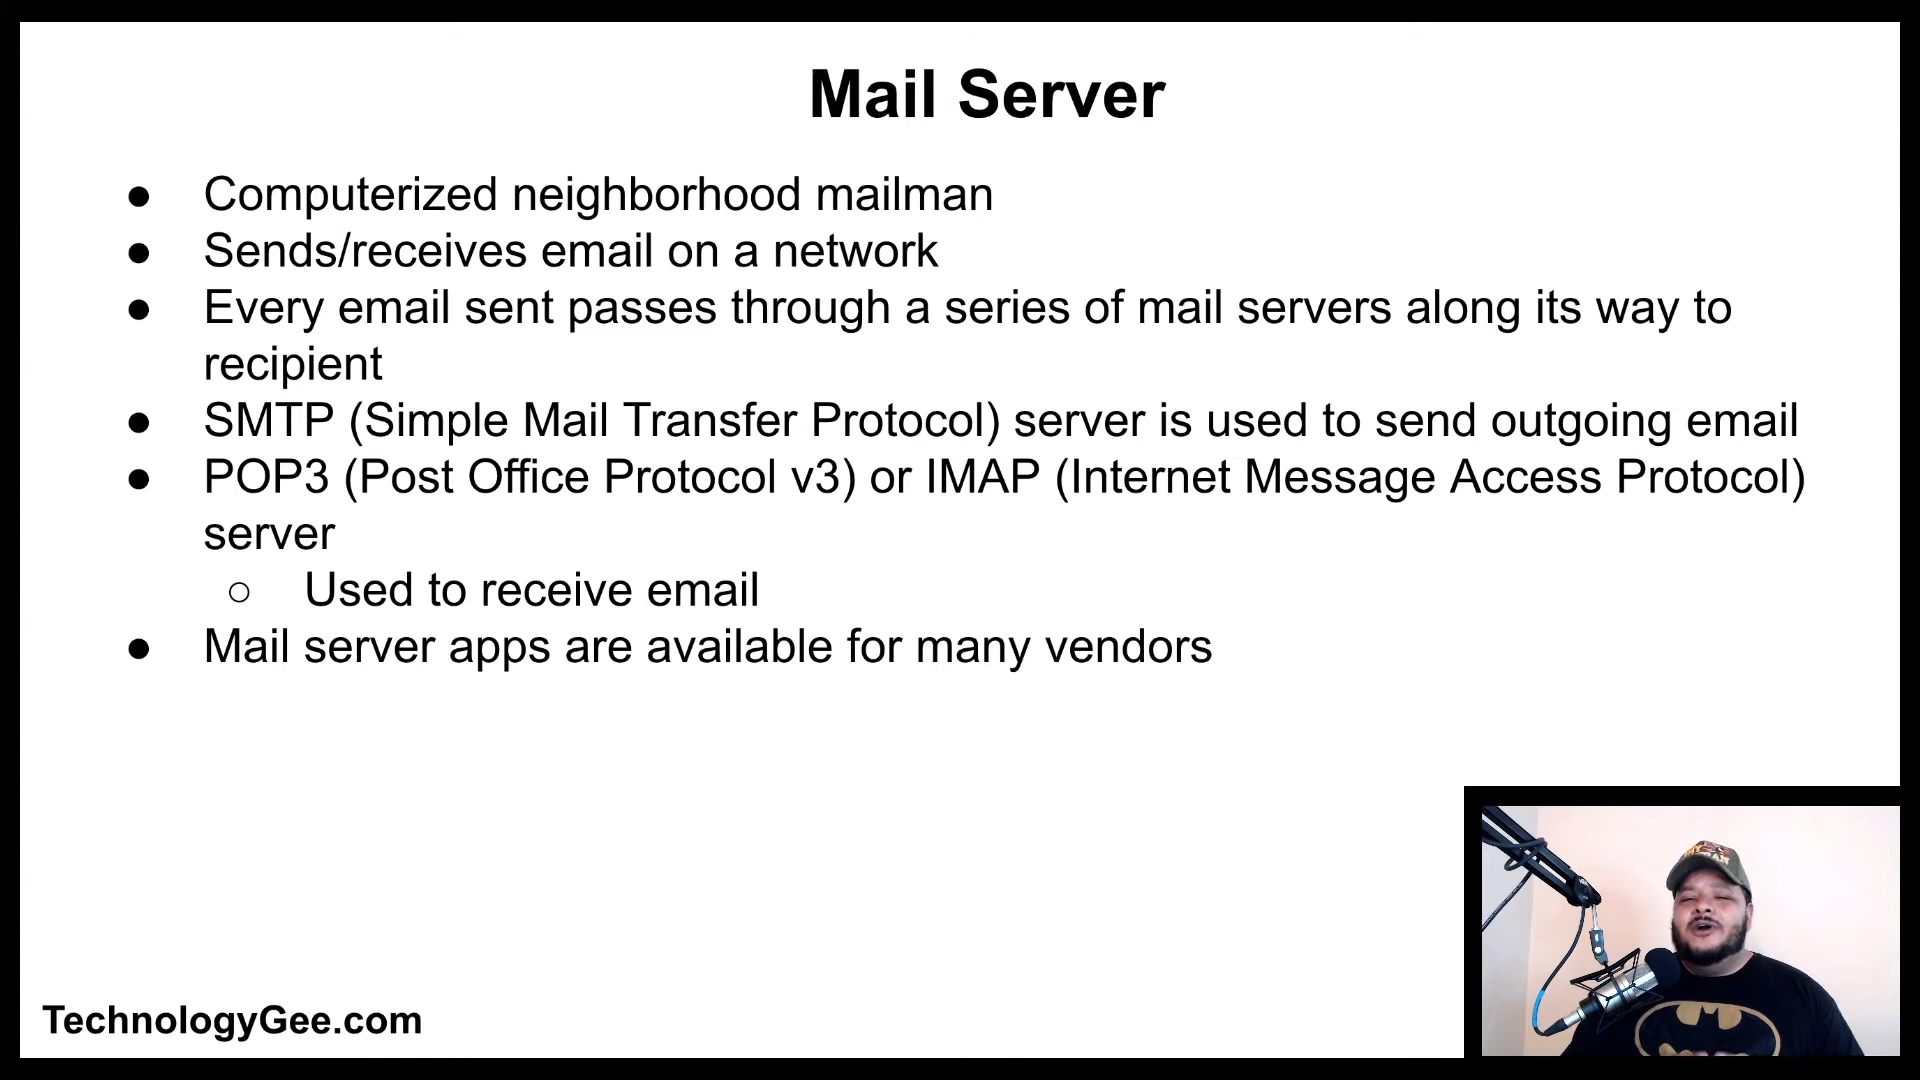 Mail Server
● Computerized neighborhood mailman
● Sends/receives email on a network
● Every email sent passes through a series of mail servers along its way to
recipient
● SMTP (Simple Mail Transfer Protocol) server is used to send outgoing email
● POP3 (Post Office Protocol v3) or IMAP (Internet Message Access Protocol)
server
○ Used to receive email
● Mail server apps are available for many vendors
TechnologyGee.com